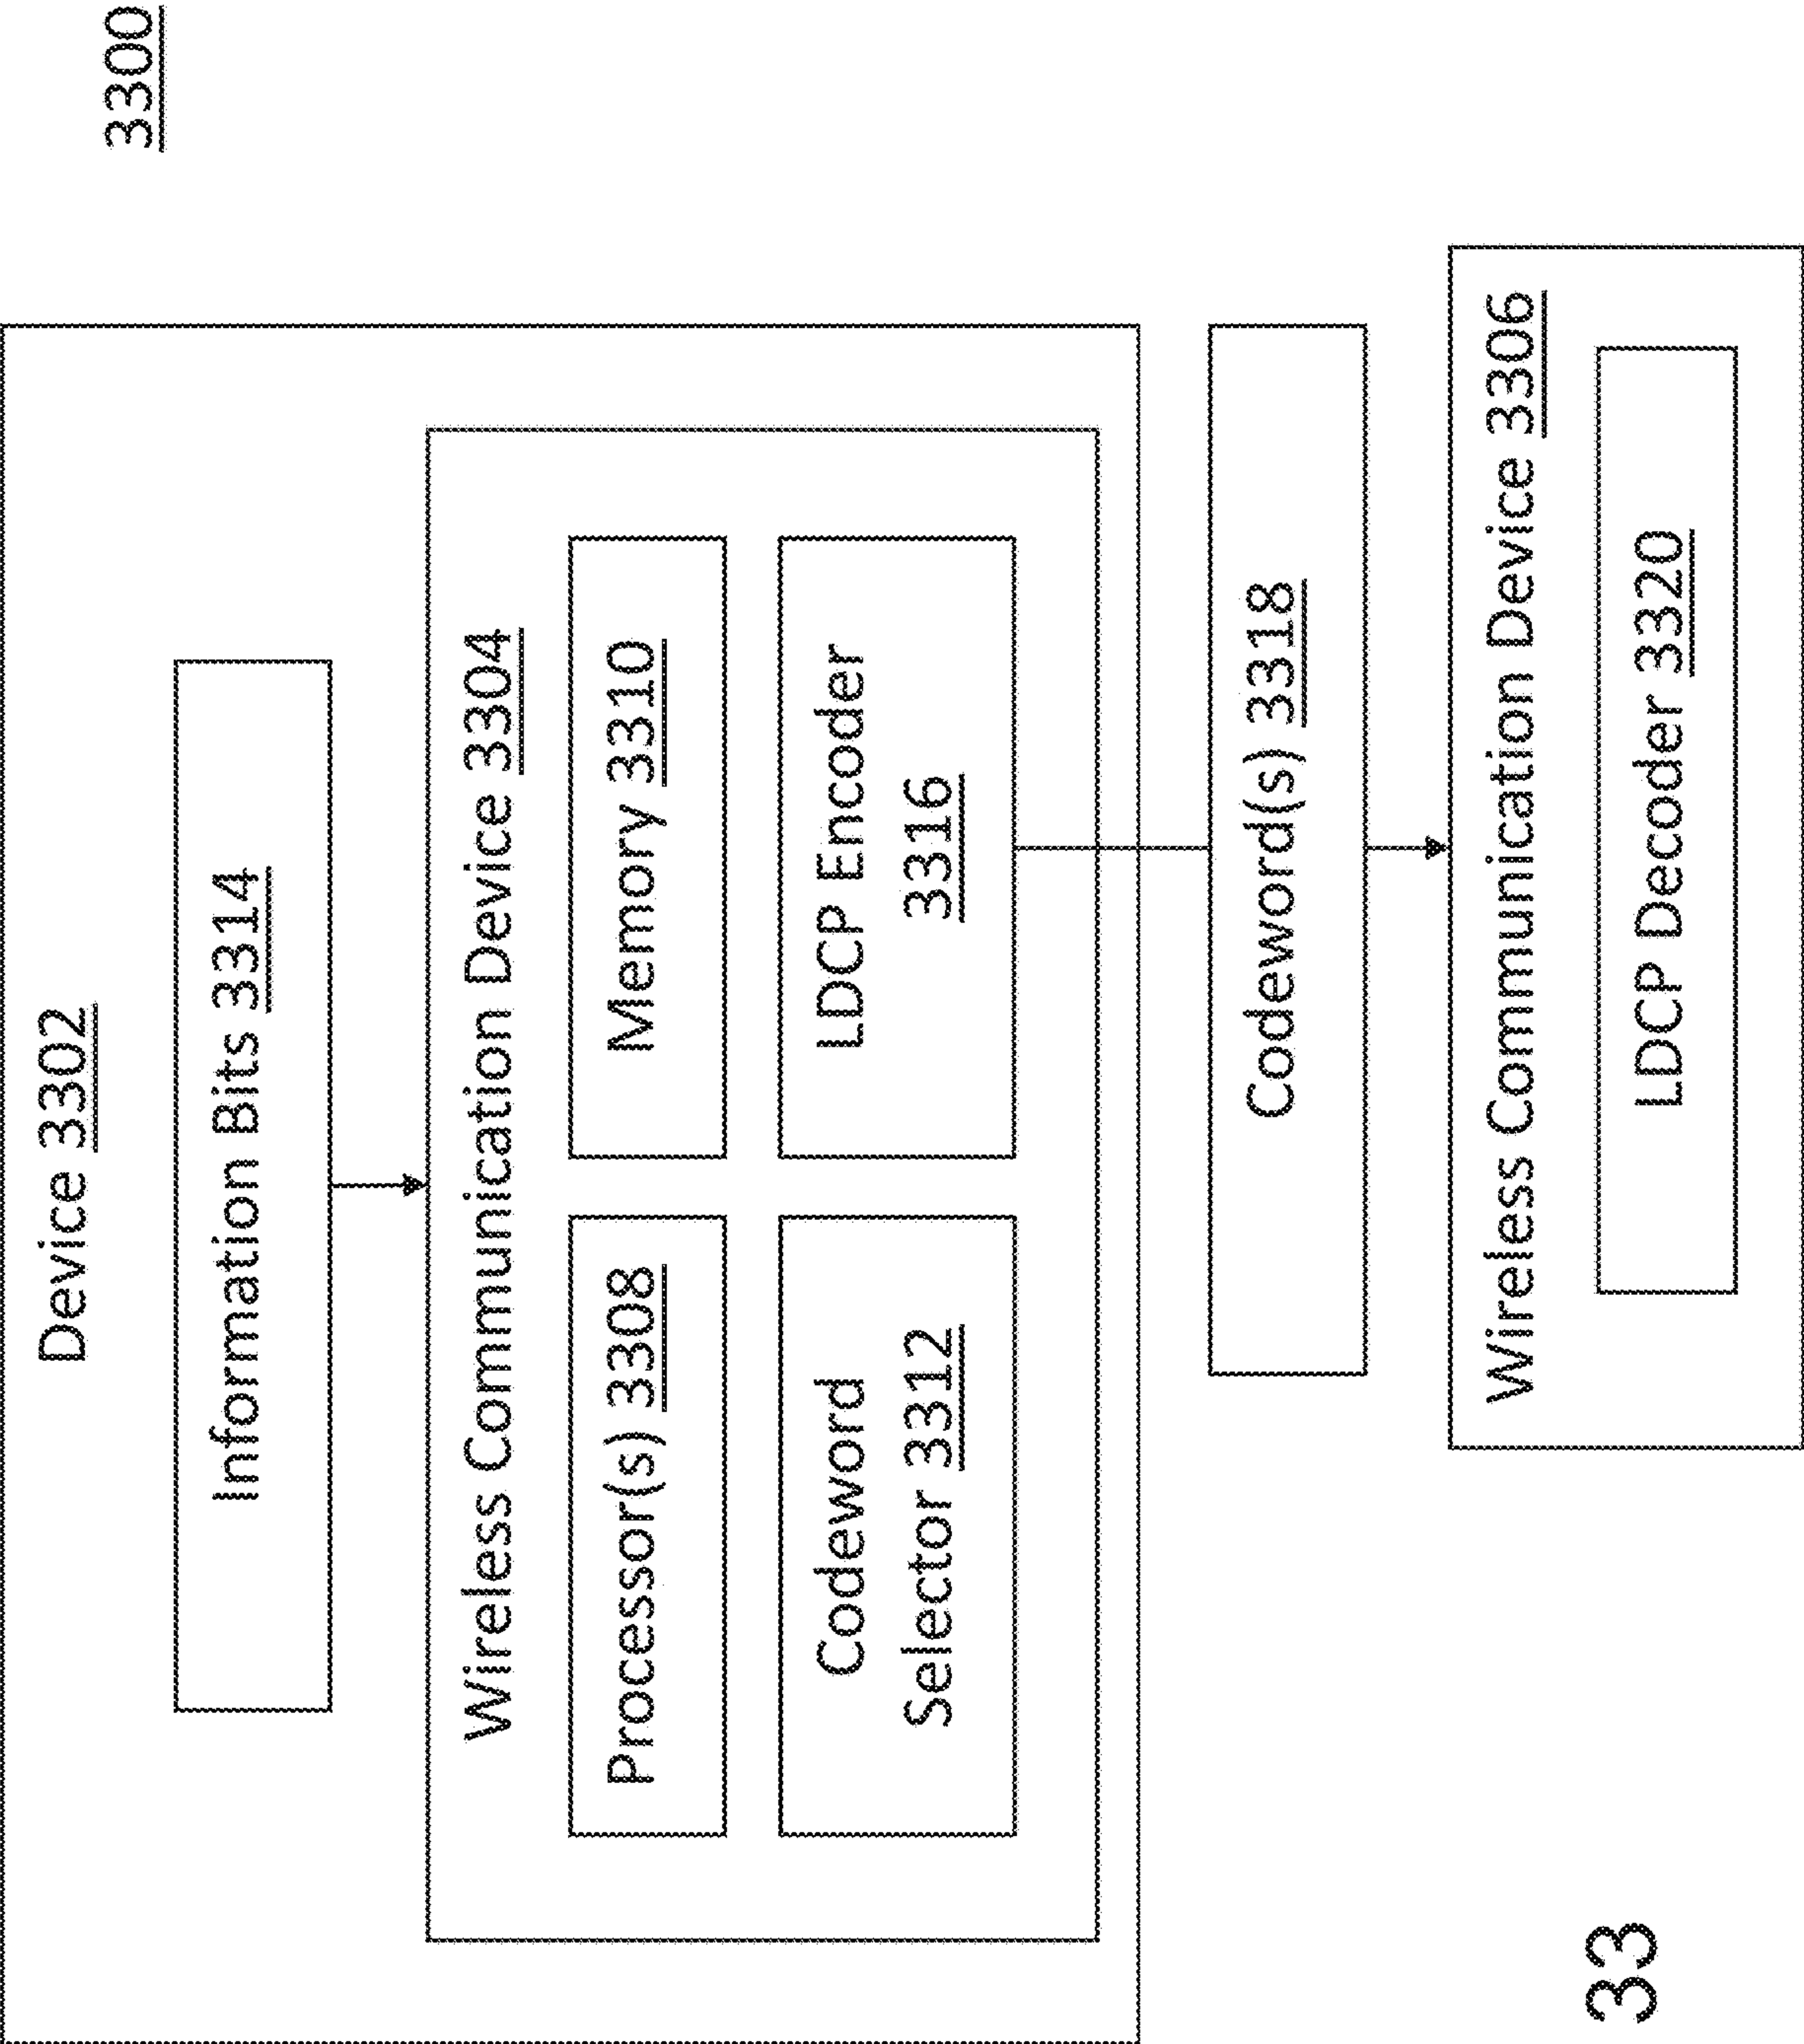 3300
Device 3302
Information Bits 3314
Wireless Communication Device 3304
Processor(s) 3308
Memory 3310
Codeword
Selector 3312
LDCP Encoder
3316
Codeword(s) 3318
Wireless Communication Device 3306
LDCP Decoder 3320
33